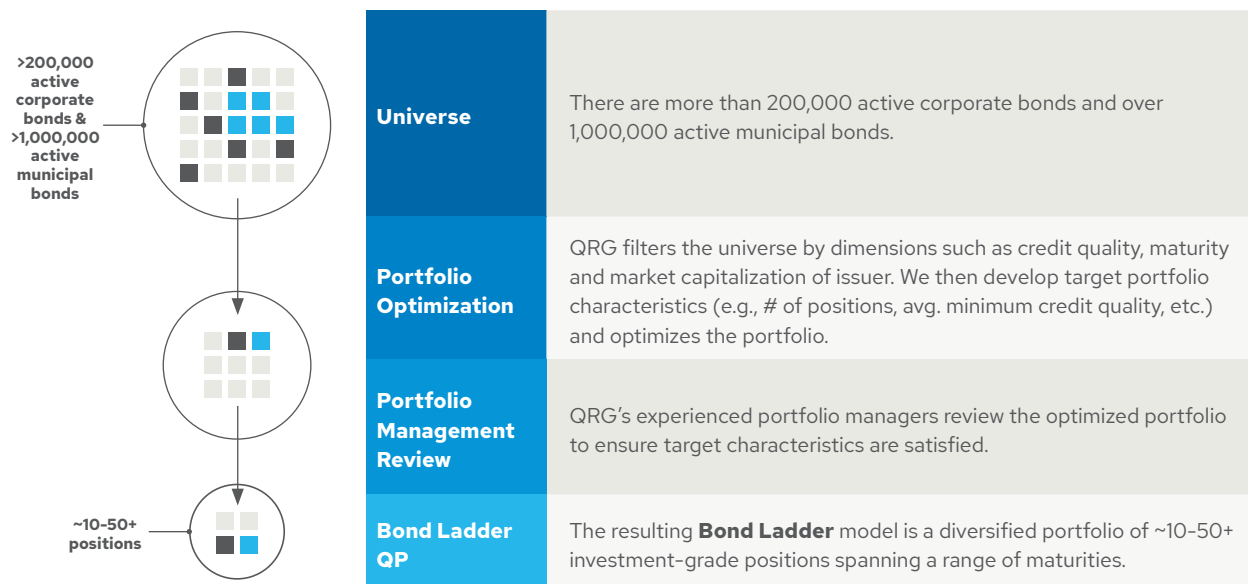 >200,000
active
corporate
bonds &
>1,000,000
active
municipal
bonds
Universe
There are more than 200,000 active corporate bonds and over
1,000,000 active municipal bonds.
Portfolio
Optimization
QRG filters the universe by dimensions such as credit quality, maturity
and market capitalization of issuer. We then develop target portfolio
characteristics (e.g., # of positions, avg. minimum credit quality, etc.)
and optimizes the portfolio.
Portfolio
Management
Review
QRG’s experienced portfolio managers review the optimized portfolio
to ensure target characteristics are satisfied.
~10-50+
positions
Bond Ladder
QP
The resulting Bond Ladder model is a diversified portfolio of ~10-50+
investment-grade positions spanning a range of maturities.